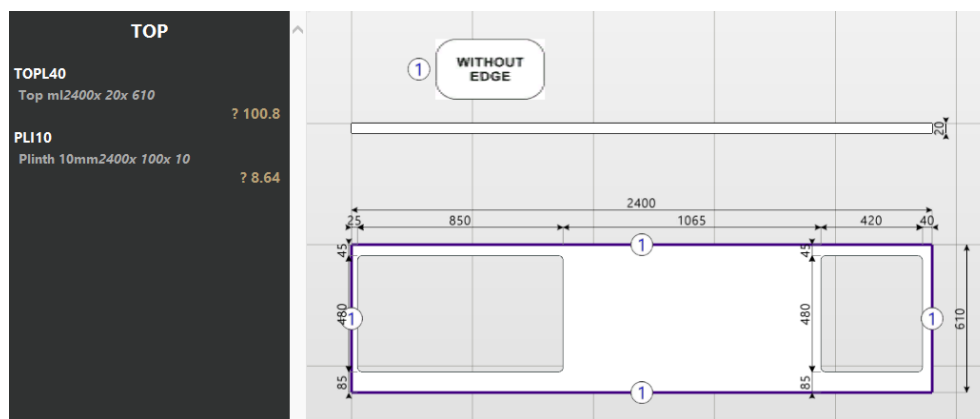 TOP
TOPL40
Top ml2400x 20x 610
? 100.8
PLI10
Plinth 10mm2400x 100x 10
? 8.64
1
WITHOUT
EDGE
20
2400
25 850 1065 420 40
1
45 45
480 480
1 1
610
85 85
1